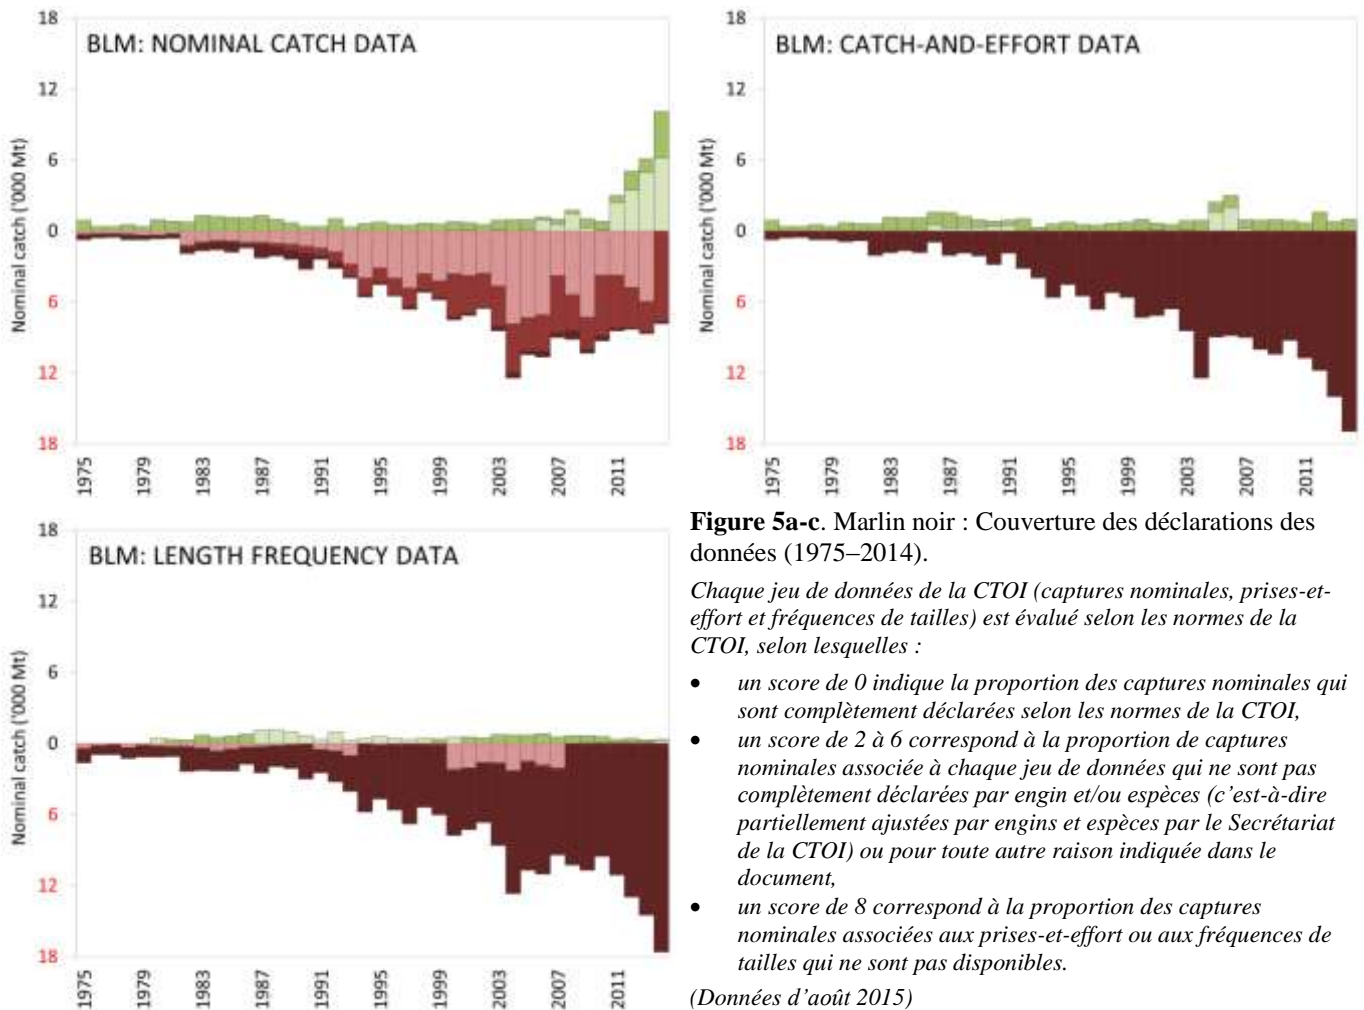 BLM: NOMINAL CATCH DATA
Nominal catch ('000 Mt)
18
12
6
0
6
12
18
1975
1979
1983
1987
1991
1995
1999
2003
2007
2011
BLM: CATCH-AND-EFFORT DATA
Nominal catch ('000 Mt)
18
12
6
0
6
12
18
1975
1979
1983
1987
1991
1995
1999
2003
2007
2011
BLM: LENGTH FREQUENCY DATA
Nominal catch ('000 Mt)
18
12
6
0
6
12
18
1975
1979
1983
1987
1991
1995
1999
2003
2007
2011
Figure 5a-c. Marlin noir : Couverture des déclarations des
données (1975–2014).
Chaque jeu de données de la CTOI (captures nominales, prises-et-
effort et fréquences de tailles) est évalué selon les normes de la
CTOI, selon lesquelles :
• un score de 0 indique la proportion des captures nominales qui
sont complètement déclarées selon les normes de la CTOI,
• un score de 2 à 6 correspond à la proportion de captures
nominales associée à chaque jeu de données qui ne sont pas
complètement déclarées par engin et/ou espèces (c'est-à-dire
partiellement ajustées par engins et espèces par le Secrétariat
de la CTOI) ou pour toute autre raison indiquée dans le
document,
• un score de 8 correspond à la proportion des captures
nominales associées aux prises-et-effort ou aux fréquences de
tailles qui ne sont pas disponibles.
(Données d'août 2015)